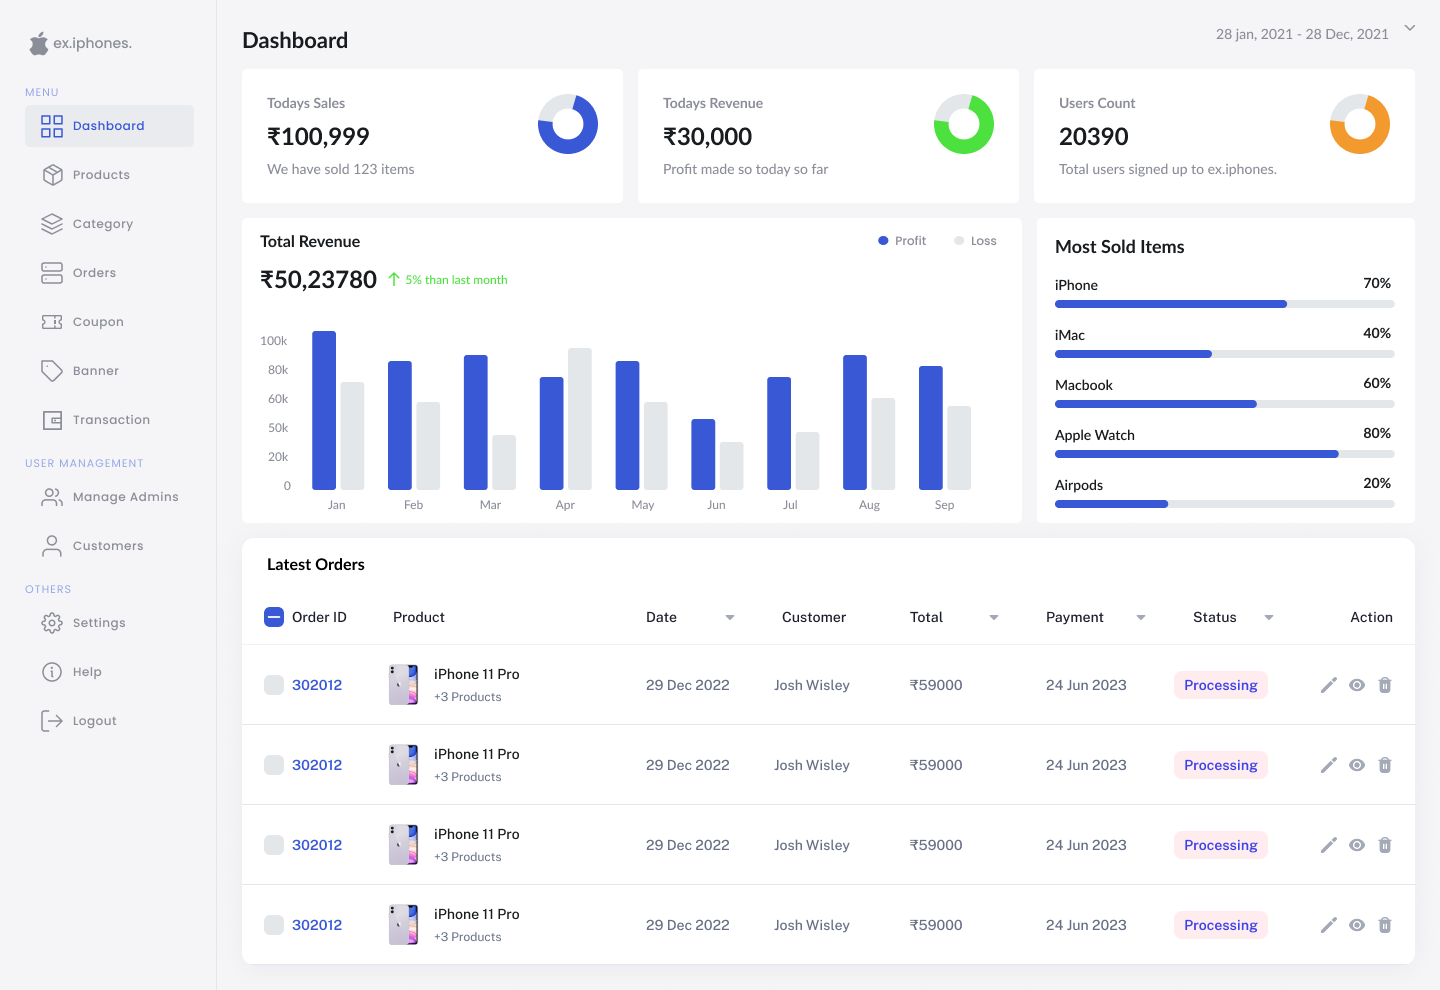 ex.iphones.
MENU
Dashboard
Products
Category
Orders
Coupon
Banner
Transaction
USER MANAGEMENT
Manage Admins
Customers
OTHERS
Settings
Help
Logout
Dashboard
28 jan, 2021 - 28 Dec, 2021
Todays Sales
₹100,999
We have sold 123 items
Todays Revenue
₹30,000
Profit made so today so far
Users Count
20390
Total users signed up to ex.iphones.
Total Revenue
Profit Loss
₹50,23780 5% than last month
100k
80k
60k
50k
20k
0
Jan Feb Mar Apr May Jun Jul Aug Sep
Most Sold Items
iPhone 70%
iMac 40%
Macbook 60%
Apple Watch 80%
Airpods 20%
Latest Orders
Order ID Product Date Customer Total Payment Status Action
302012 iPhone 11 Pro 29 Dec 2022 Josh Wisley ₹59000 24 Jun 2023 Processing
+3 Products
302012 iPhone 11 Pro 29 Dec 2022 Josh Wisley ₹59000 24 Jun 2023 Processing
+3 Products
302012 iPhone 11 Pro 29 Dec 2022 Josh Wisley ₹59000 24 Jun 2023 Processing
+3 Products
302012 iPhone 11 Pro 29 Dec 2022 Josh Wisley ₹59000 24 Jun 2023 Processing
+3 Products